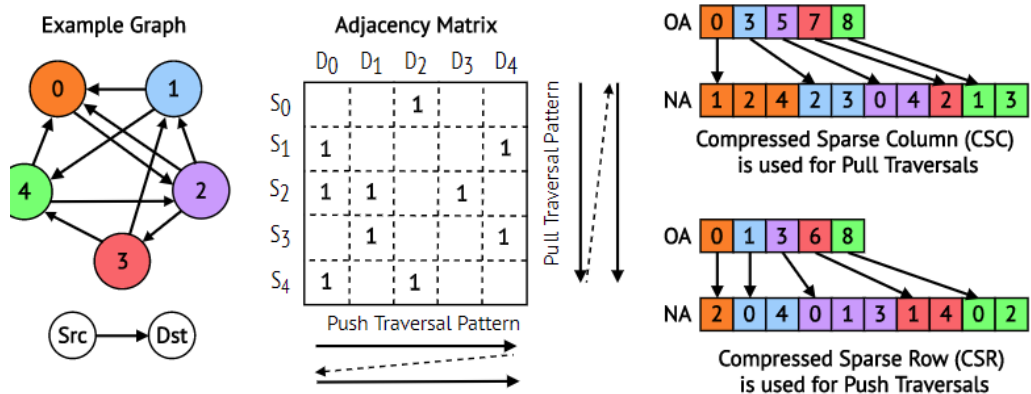 Example Graph
0
1
4
2
3
Src
Dst
Adjacency Matrix
D0 D1 D2 D3 D4
S0 1
S1 1 1
S2 1 1 1
S3 1 1
S4 1 1
Push Traversal Pattern
Pull Traversal Pattern
OA 0 3 5 7 8
NA 1 2 4 2 3 0 4 2 1 3
Compressed Sparse Column (CSC)
is used for Pull Traversals
OA 0 1 3 6 8
NA 2 0 4 0 1 3 1 4 0 2
Compressed Sparse Row (CSR)
is used for Push Traversals